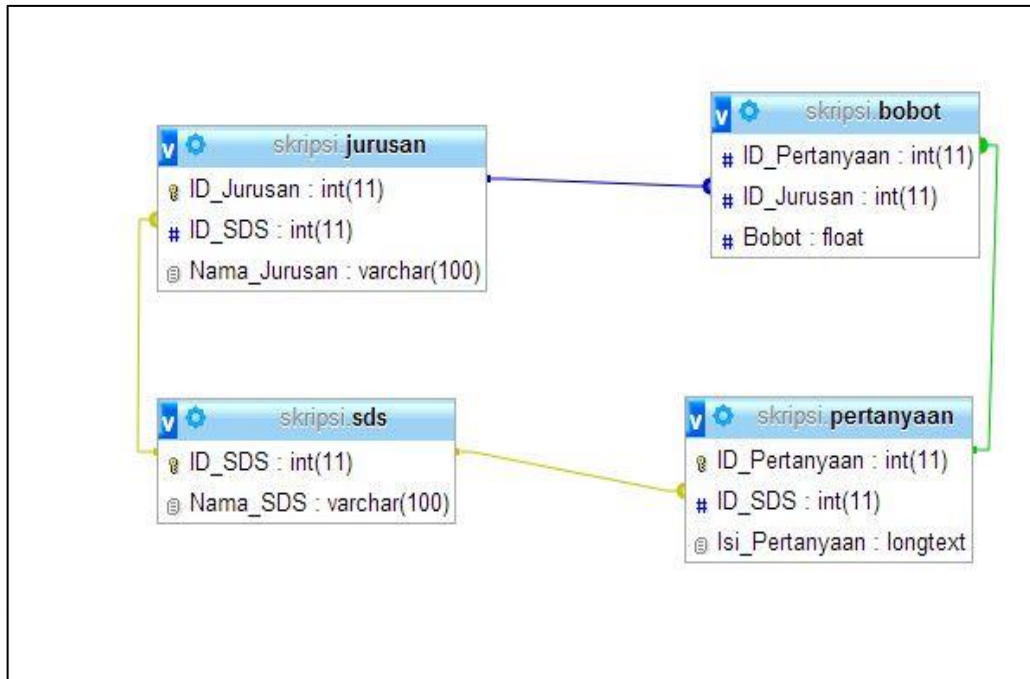 skripsi.jurusan
ID_Jurusan : int(11)
ID_SDS : int(11)
Nama_Jurusan : varchar(100)
skripsi.bobot
ID_Pertanyaan : int(11)
ID_Jurusan : int(11)
Bobot : float
skripsi.sds
ID_SDS : int(11)
Nama_SDS : varchar(100)
skripsi.pertanyaan
ID_Pertanyaan : int(11)
ID_SDS : int(11)
Isi_Pertanyaan : longtext